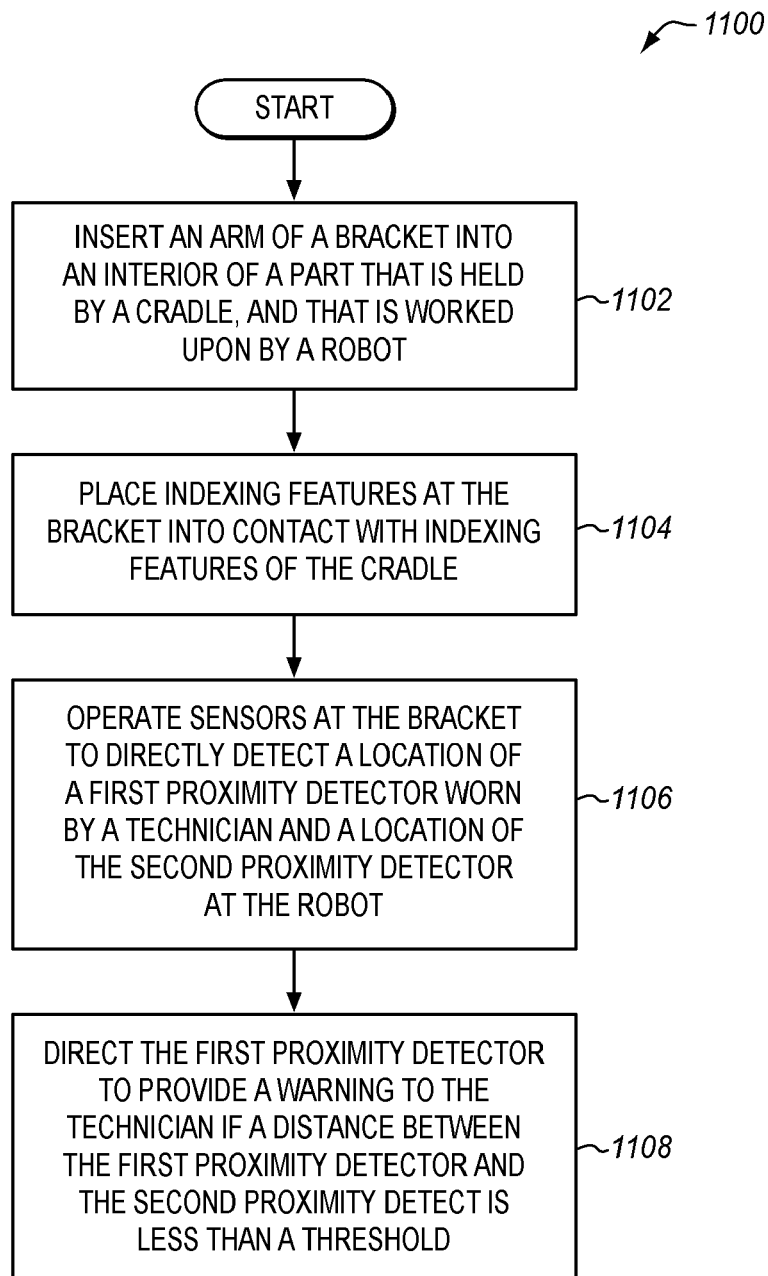 1100
START
INSERT AN ARM OF A BRACKET INTO
AN INTERIOR OF A PART THAT IS HELD
BY A CRADLE, AND THAT IS WORKED
UPON BY A ROBOT
1102
PLACE INDEXING FEATURES AT THE
BRACKET INTO CONTACT WITH INDEXING
FEATURES OF THE CRADLE
1104
OPERATE SENSORS AT THE BRACKET
TO DIRECTLY DETECT A LOCATION OF
A FIRST PROXIMITY DETECTOR WORN
BY A TECHNICIAN AND A LOCATION OF
THE SECOND PROXIMITY DETECTOR
AT THE ROBOT
1106
DIRECT THE FIRST PROXIMITY DETECTOR
TO PROVIDE A WARNING TO THE
TECHNICIAN IF A DISTANCE BETWEEN
THE FIRST PROXIMITY DETECTOR AND
THE SECOND PROXIMITY DETECT IS
LESS THAN A THRESHOLD
1108